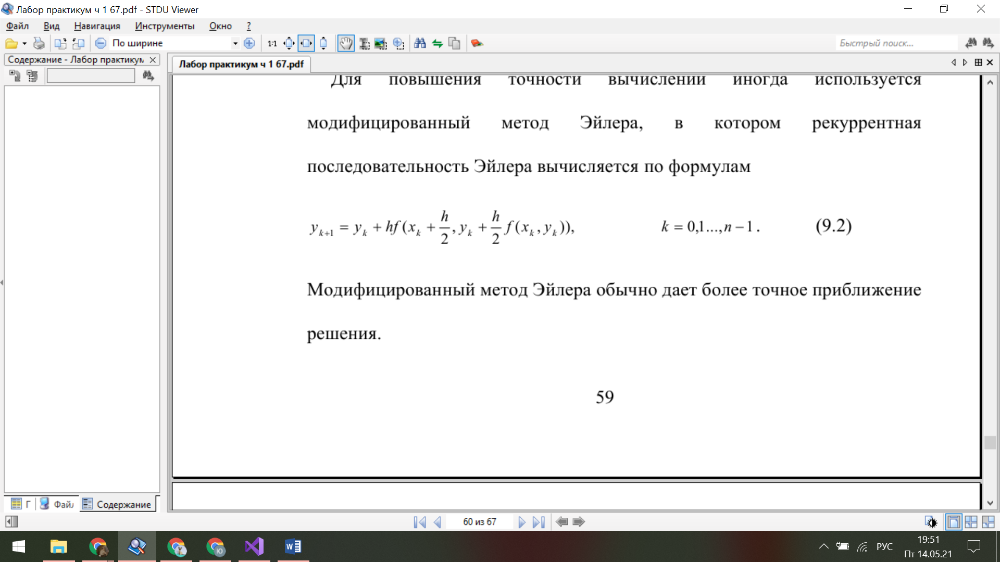 Лабор практикум ч 1 67.pdf - STDU Viewer
Файл Вид Навигация Инструменты Окно ?
По ширине 1:1 Быстрый поиск...
Содержание - Лабор практикум
Лабор практикум ч 1 67.pdf
Для повышения точности вычислений иногда используется
модифицированный метод Эйлера, в котором рекуррентная
последовательность Эйлера вычисляется по формулам
y_{k+1} = y_k + hf(x_k + h/2, y_k + h/2 f(x_k, y_k)), k = 0,1...,n − 1. (9.2)
Модифицированный метод Эйлера обычно дает более точное приближение
решения.
59
Г Файл Содержание
60 из 67
19:51
РУС
Пт 14.05.21